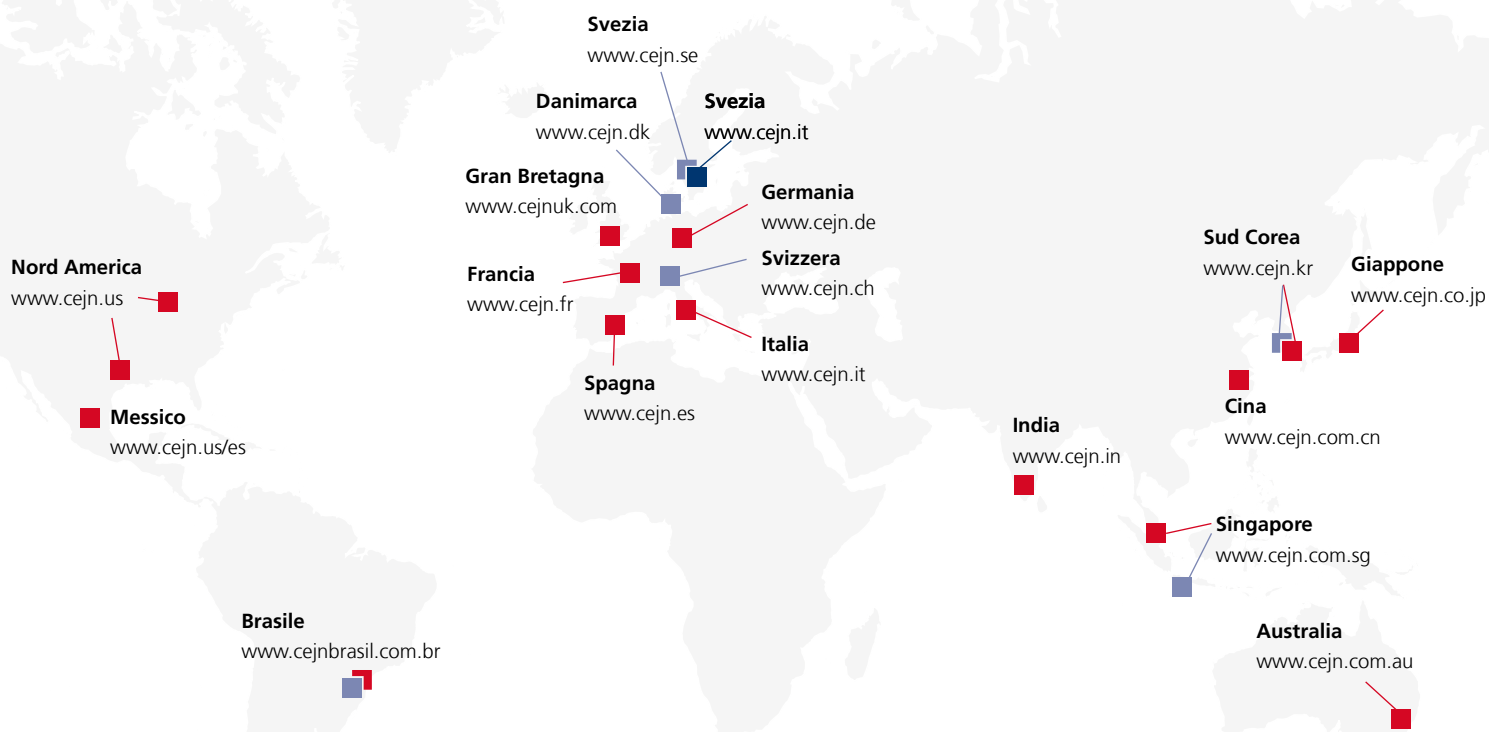 Svezia
www.cejn.se
Danimarca
www.cejn.dk
Svezia
www.cejn.it
Gran Bretagna
www.cejnuk.com
Germania
www.cejn.de
Nord America
www.cejn.us
Francia
www.cejn.fr
Svizzera
www.cejn.ch
Sud Corea
www.cejn.kr
Giappone
www.cejn.co.jp
Italia
www.cejn.it
Spagna
www.cejn.es
Messico
www.cejn.us/es
Cina
www.cejn.com.cn
India
www.cejn.in
Singapore
www.cejn.com.sg
Brasile
www.cejnbrasil.com.br
Australia
www.cejn.com.au